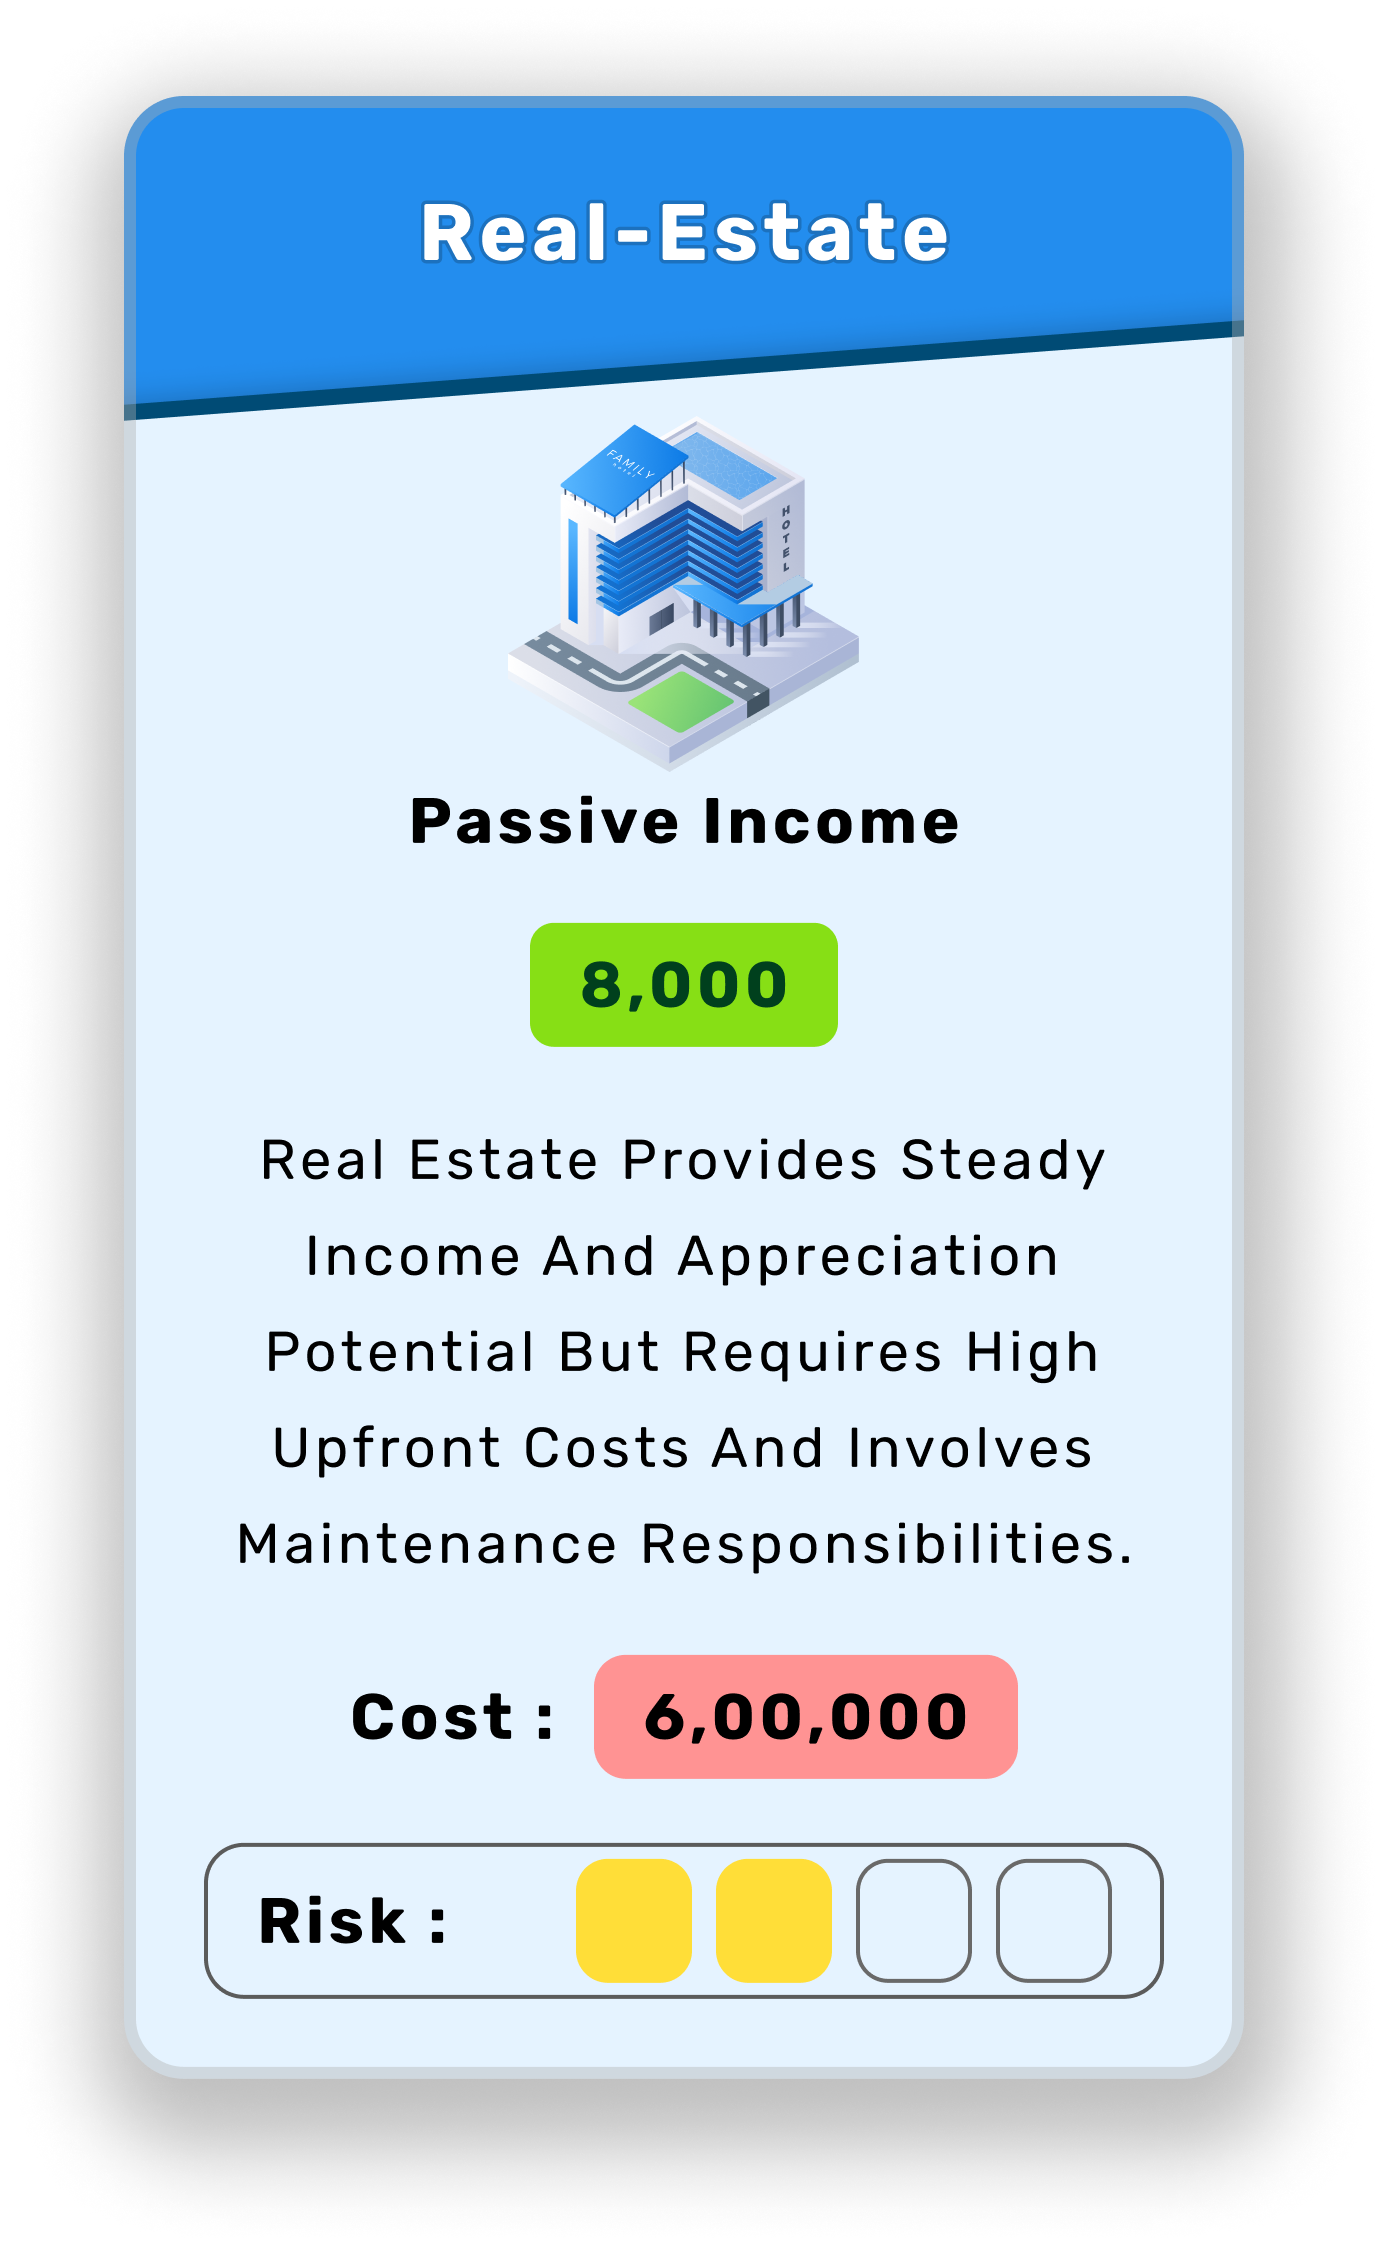 Real-Estate
FAMILY
hotel
HOTEL
Passive Income
8,000
Real Estate Provides Steady
Income And Appreciation
Potential But Requires High
Upfront Costs And Involves
Maintenance Responsibilities.
Cost : 6,00,000
Risk :